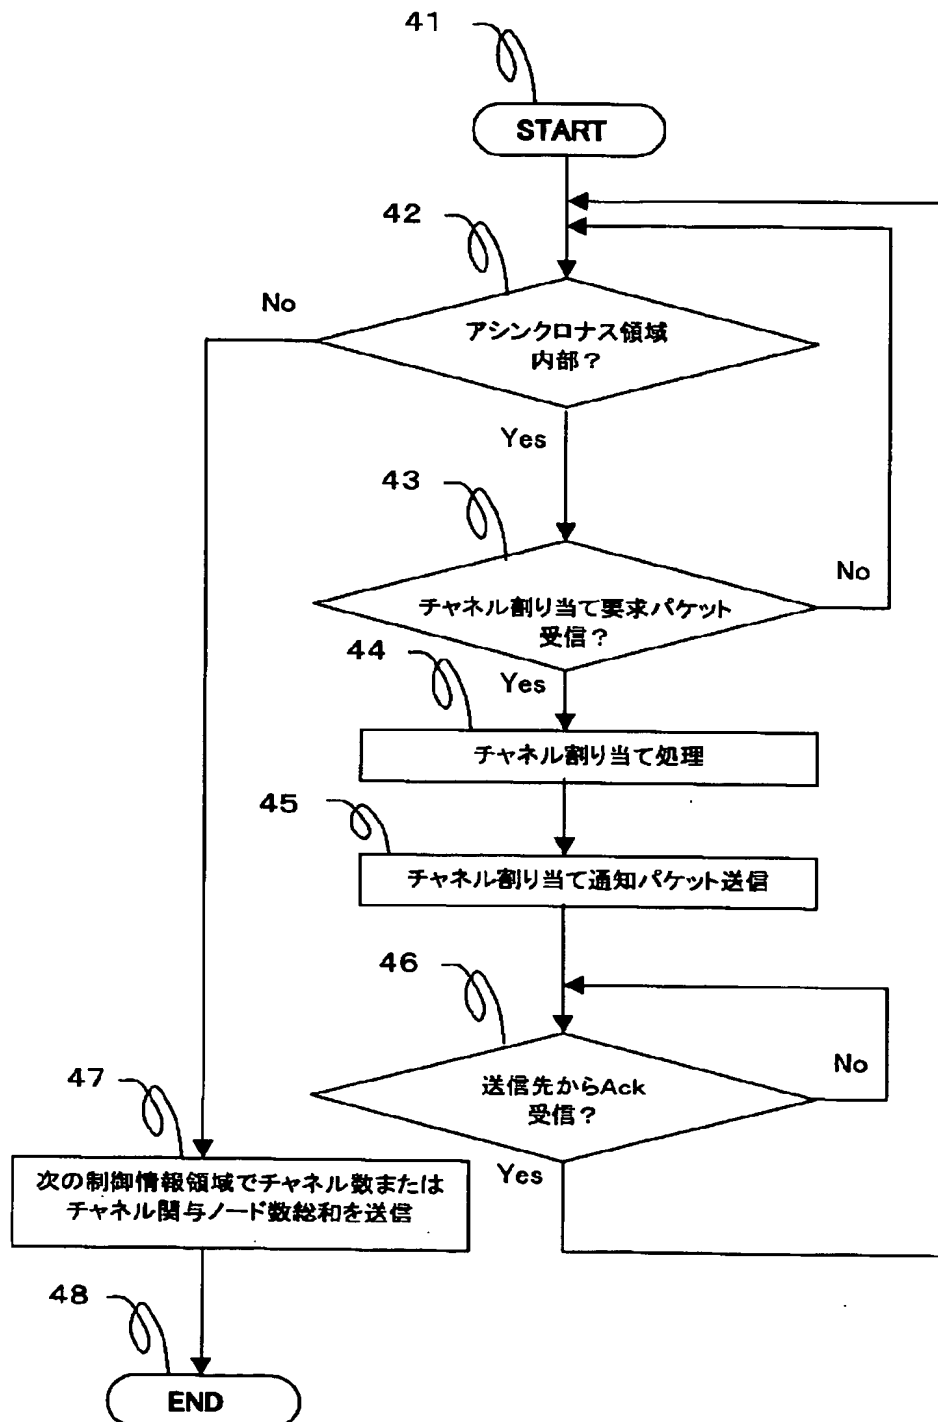 41
START
42
No
アシンクロナス領域
内部?
Yes
43
No
チャネル割り当て要求パケット
受信?
44
Yes
チャネル割り当て処理
45
チャネル割り当て通知パケット送信
46
No
送信先からAck
受信?
47
Yes
次の制御情報領域でチャネル数または
チャネル関与ノード数総和を送信
48
END